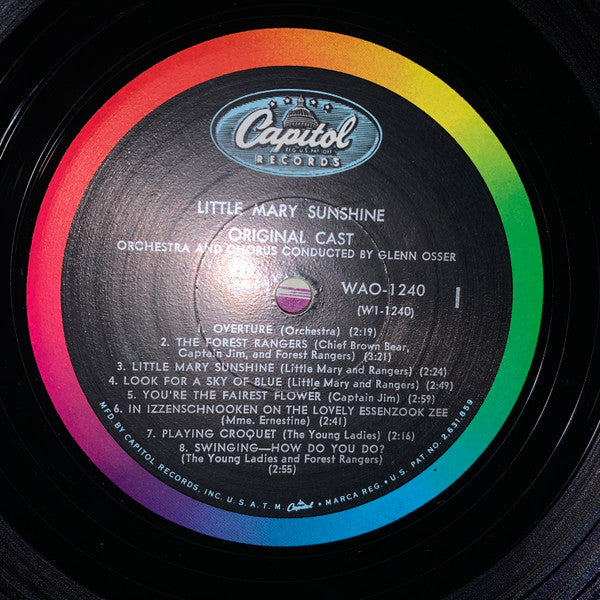 Capitol
REG. U.S. PAT. OFF.
RECORDS
LITTLE MARY SUNSHINE
ORIGINAL CAST
ORCHESTRA AND CHORUS CONDUCTED BY GLENN OSSER
WAO-1240 1
(W1-1240)
1. OVERTURE (Orchestra) (2:19)
2. THE FOREST RANGERS (Chief Brown Bear,
Captain Jim, and Forest Rangers) (3:21)
3. LITTLE MARY SUNSHINE (Little Mary and Rangers) (2:24)
4. LOOK FOR A SKY OF BLUE (Little Mary and Rangers) (2:49)
5. YOU'RE THE FAIREST FLOWER (Captain Jim) (2:59)
6. IN IZZENSCHNOOKEN ON THE LOVELY ESSENZOOK ZEE
(Mme. Ernestine) (2:41)
7. PLAYING CROQUET (The Young Ladies) (2:16)
8. SWINGING—HOW DO YOU DO?
(The Young Ladies and Forest Rangers)
(2:55)
MFD. BY CAPITOL RECORDS, INC. U. S. A. T. M. Capitol MARCA REG. • U. S. PAT. NO. 2,631,859